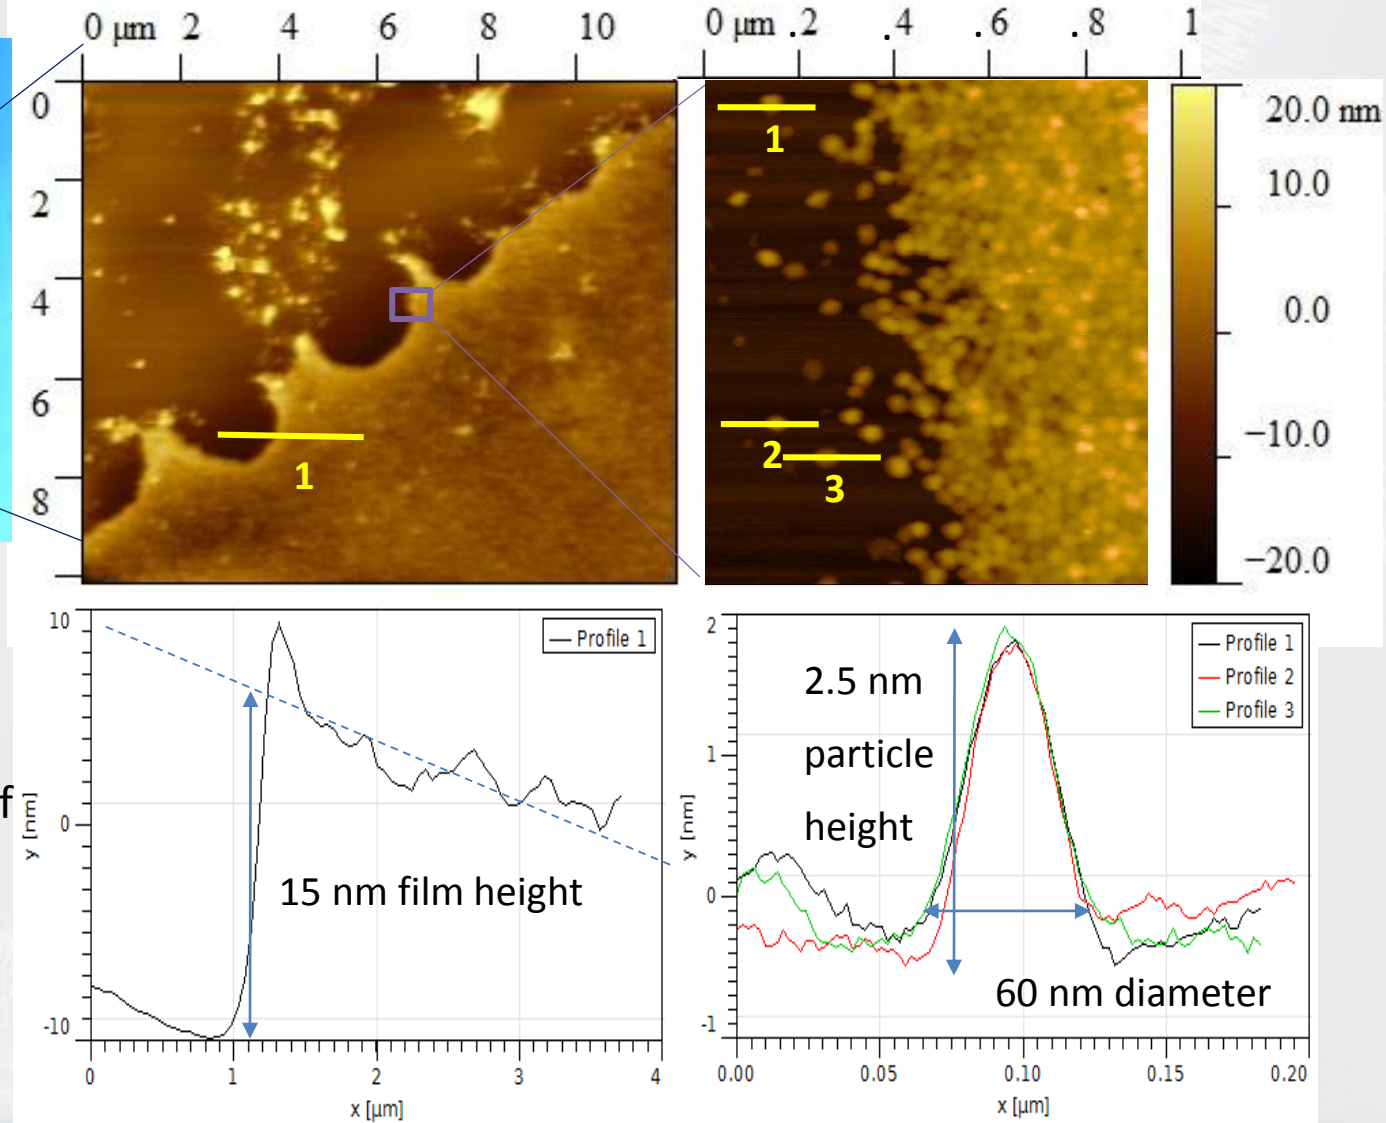 0 µm 2 4 6 8 10
0 µm .2 .4 .6 .8 1
0
2
4
6
8
1
1
2
3
20.0 nm
10.0
0.0
−10.0
−20.0
f
10
0
-10
y [nm]
Profile 1
15 nm film height
0 1 2 3 4
x [µm]
2
1
0
-1
y [nm]
Profile 1
Profile 2
Profile 3
2.5 nm
particle
height
60 nm diameter
0.00 0.05 0.10 0.15 0.20
x [µm]